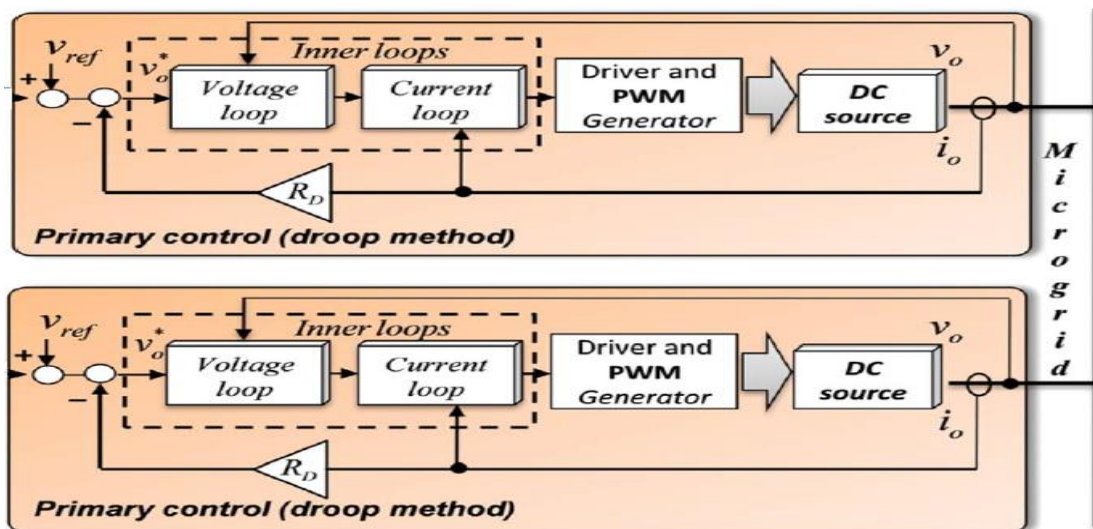 v_ref
+
−
v_o^*
Inner loops
Voltage loop
Current loop
Driver and PWM Generator
DC source
v_o
i_o
R_D
Primary control (droop method)
Microgrid
v_ref
+
−
v_o^*
Inner loops
Voltage loop
Current loop
Driver and PWM Generator
DC source
v_o
i_o
R_D
Primary control (droop method)